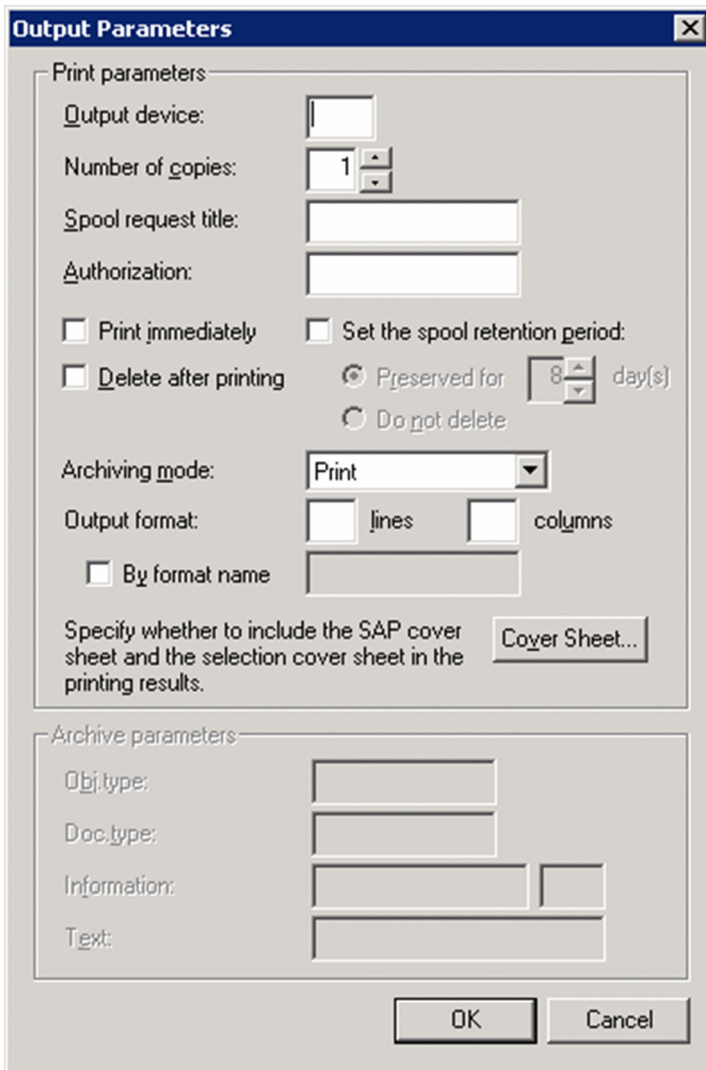 Output Parameters
Print parameters
Output device:
Number of copies: 1
Spool request title:
Authorization:
Print immediately Set the spool retention period:
Delete after printing Preserved for 8 day(s)
Do not delete
Archiving mode: Print
Output format: lines columns
By format name
Specify whether to include the SAP cover
sheet and the selection cover sheet in the
printing results.
Cover Sheet...
Archive parameters
Obj.type:
Doc.type:
Information:
Text:
OK Cancel